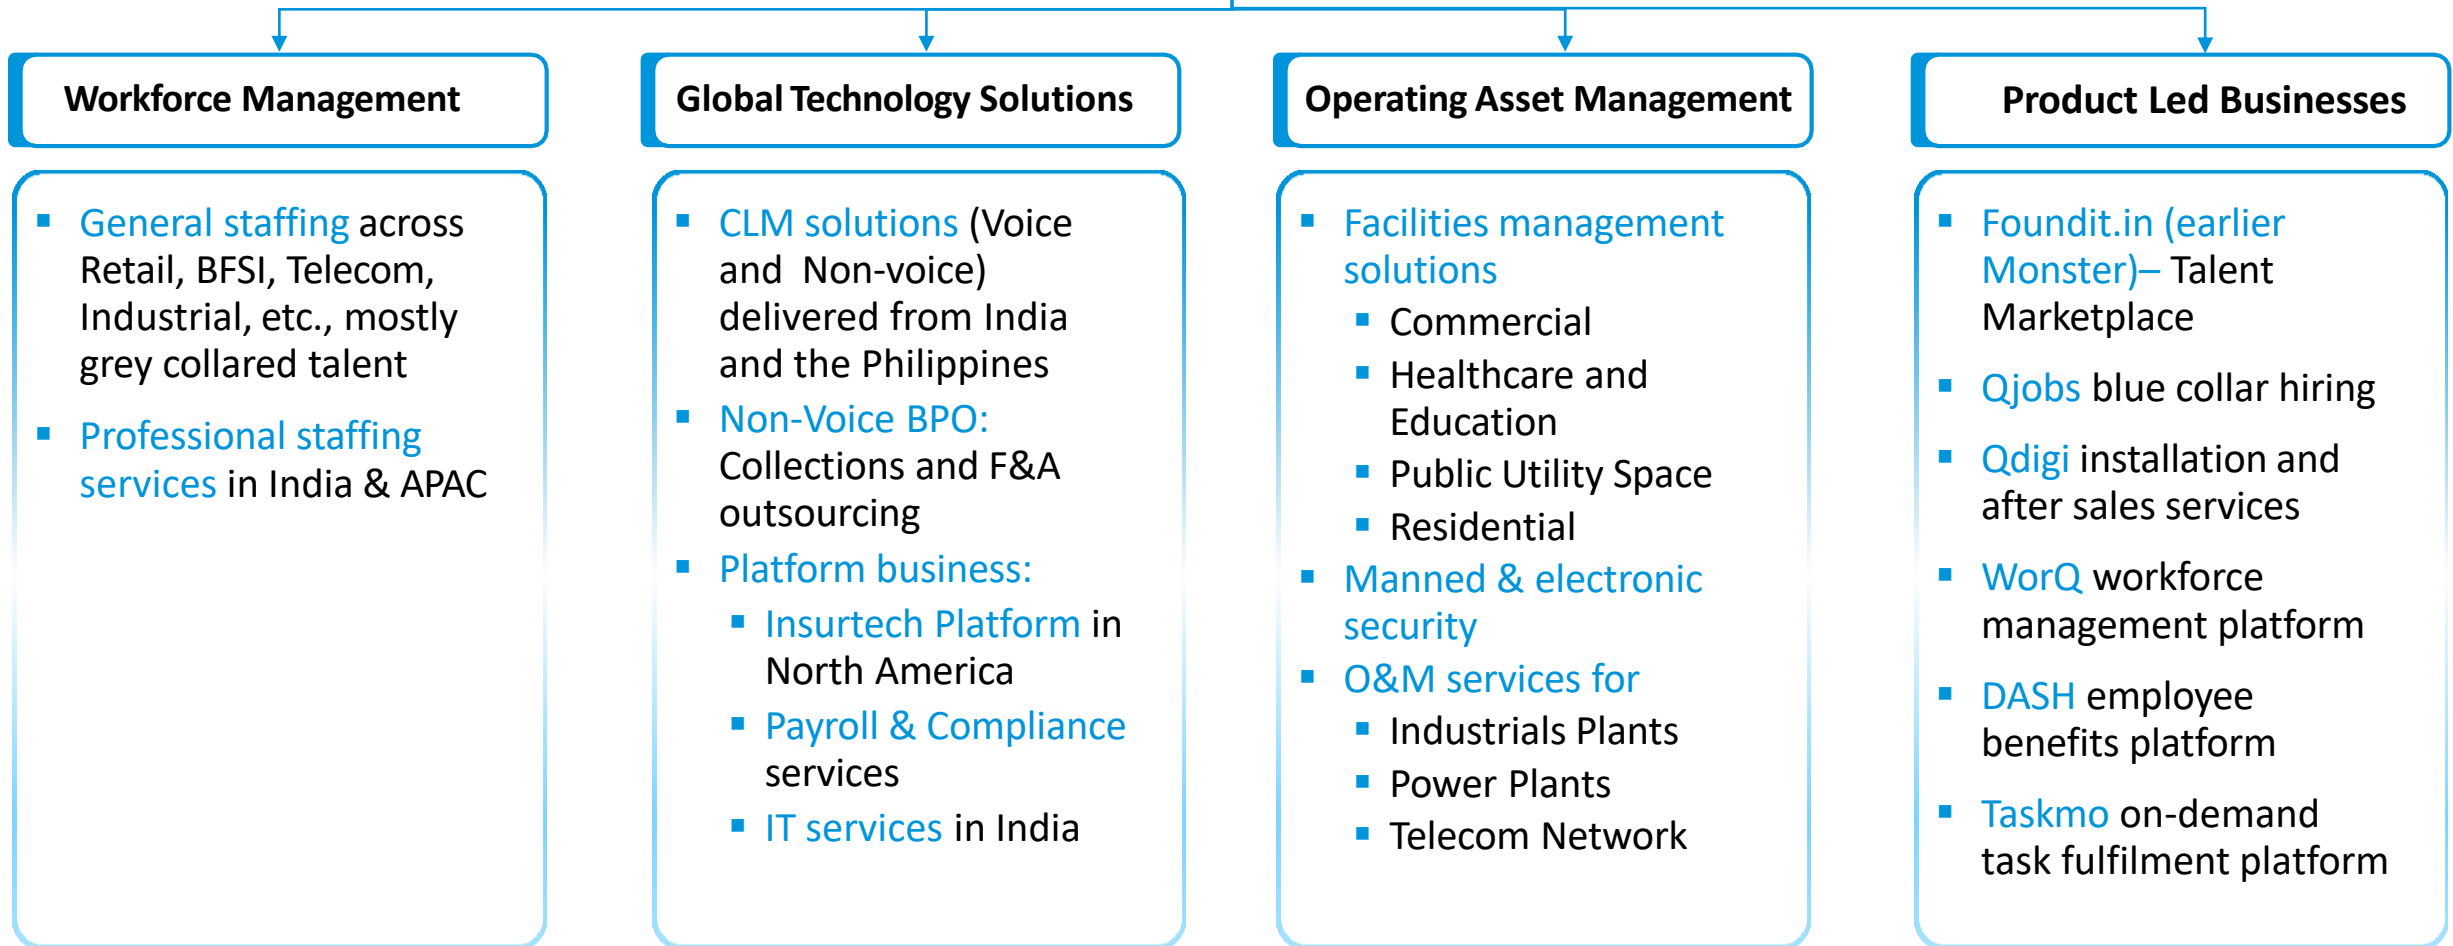 Workforce Management
General staffing across
Retail, BFSI, Telecom,
Industrial, etc., mostly
grey collared talent
Professional staffing
services in India & APAC
Global Technology Solutions
CLM solutions (Voice
and Non-voice)
delivered from India
and the Philippines
Non-Voice BPO:
Collections and F&A
outsourcing
Platform business:
Insurtech Platform in
North America
Payroll & Compliance
services
IT services in India
Operating Asset Management
Facilities management
solutions
Commercial
Healthcare and
Education
Public Utility Space
Residential
Manned & electronic
security
O&M services for
Industrials Plants
Power Plants
Telecom Network
Product Led Businesses
Foundit.in (earlier
Monster)– Talent
Marketplace
Qjobs blue collar hiring
Qdigi installation and
after sales services
WorQ workforce
management platform
DASH employee
benefits platform
Taskmo on-demand
task fulfilment platform